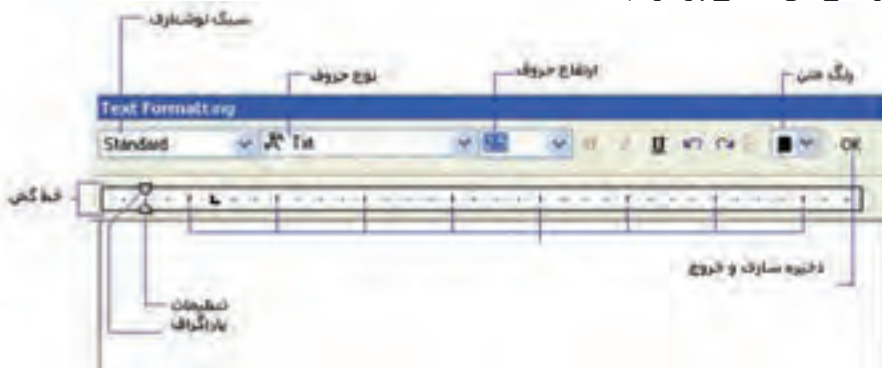 سبک نوشتاری
نوع حروف
ارتفاع حروف
رنگ متن
Text Formatting
Standard
Txt
U
OK
خط کش
ذخیره سازی و خروج
تنظیمات
پاراگراف